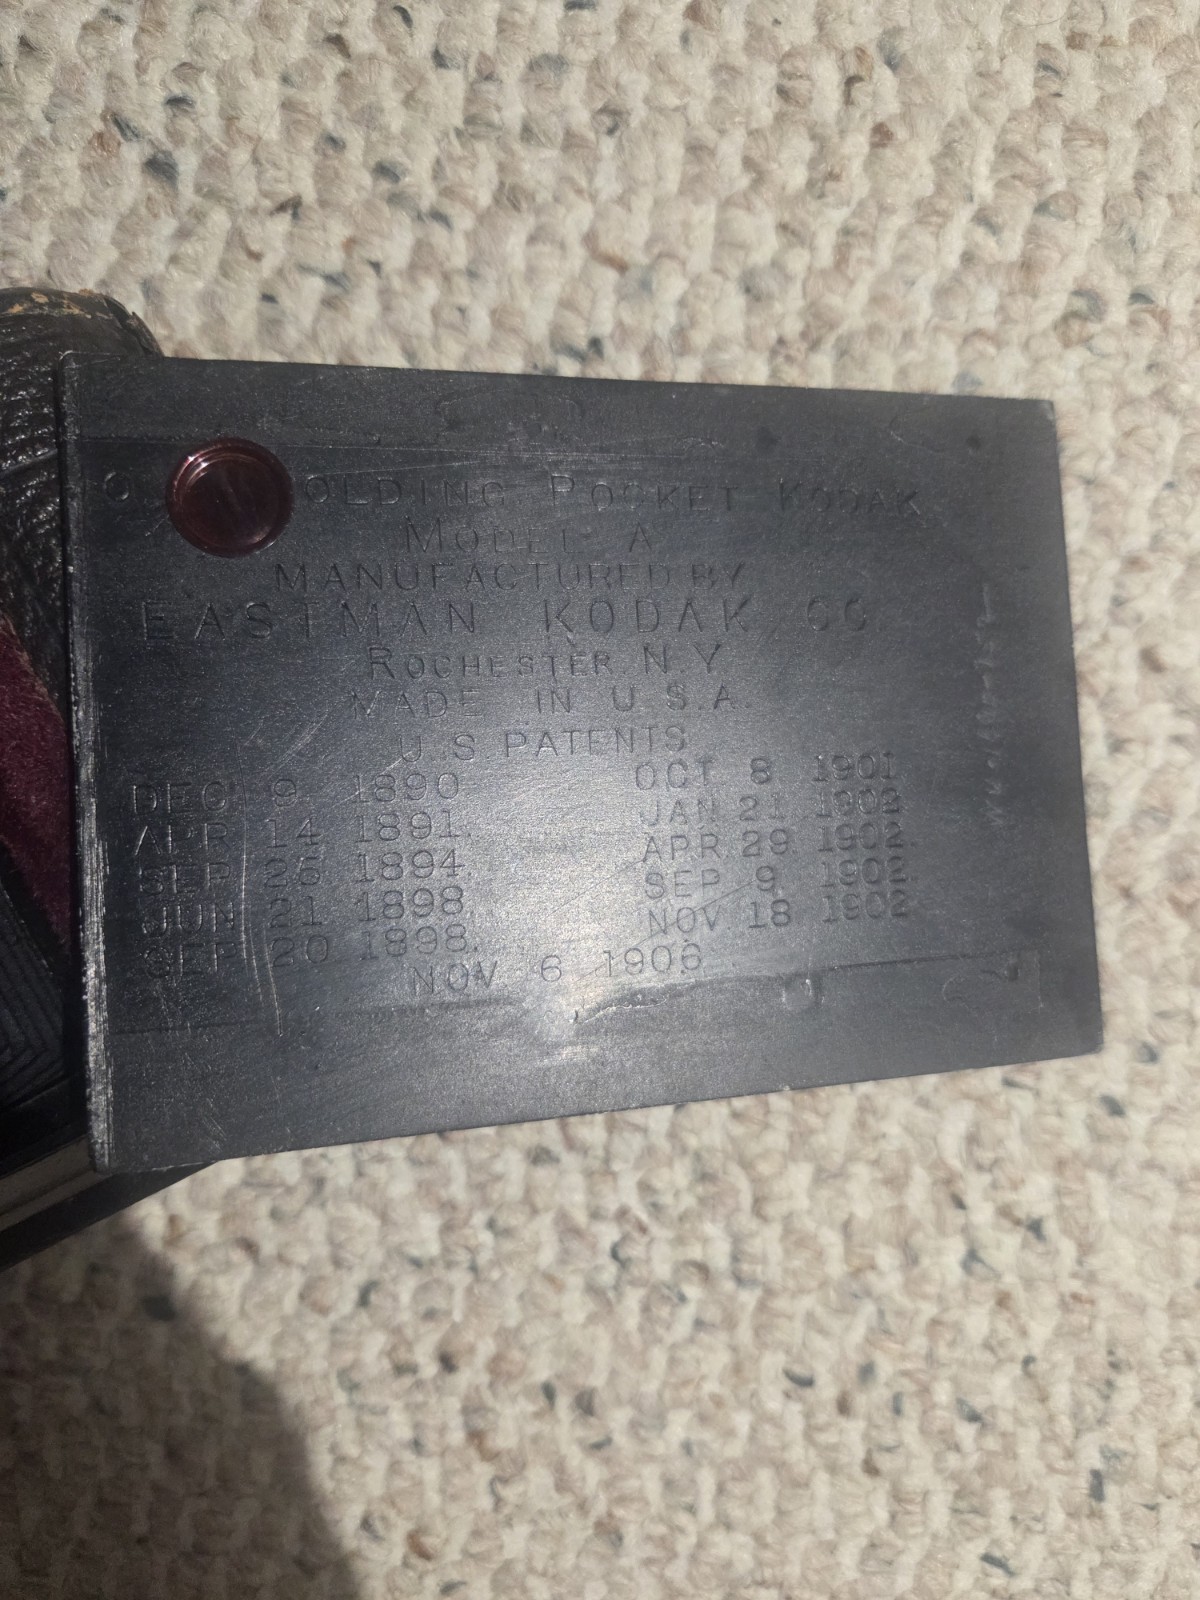 O OLDING POCKET KODAK
MODEL A
MANUFACTURED BY
EASTMAN KODAK CO
ROCHESTER N.Y
MADE IN U.S.A.
U.S PATENTS
DEC 9 1890 OCT 8 1901
APR 14 1891. JAN 21 1902
SEP 26 1894 APR. 29. 1902.
JUN 21 1898 SEP 9 1902.
SEP 20 1898. NOV 18 1902
NOV 6 1906